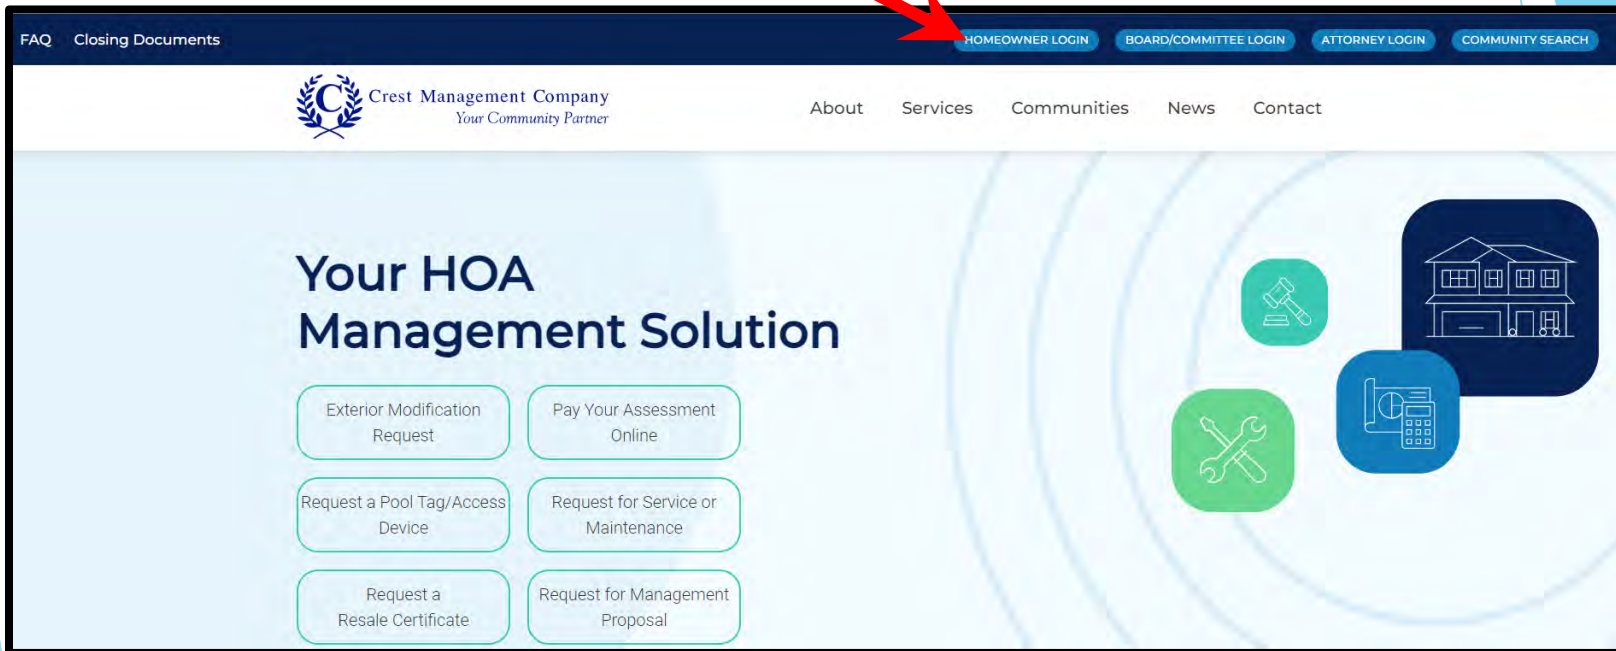 FAQ Closing Documents HOMEOWNER LOGIN BOARD/COMMITTEE LOGIN ATTORNEY LOGIN COMMUNITY SEARCH
C
Crest Management Company
Your Community Partner
About Services Communities News Contact
Your HOA
Management Solution
Exterior Modification
Request
Pay Your Assessment
Online
Request a Pool Tag/Access
Device
Request for Service or
Maintenance
Request a
Resale Certificate
Request for Management
Proposal